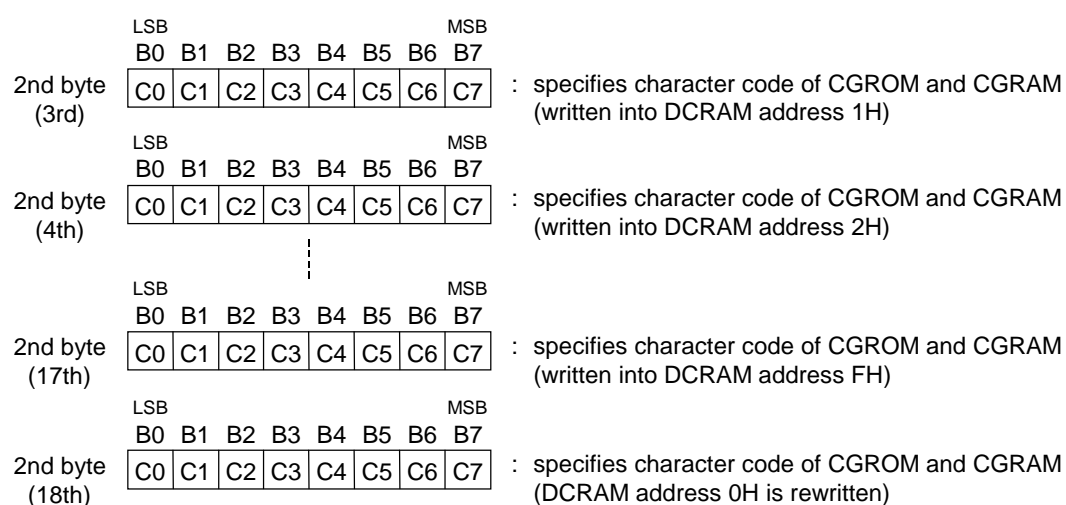 LSB MSB
B0 B1 B2 B3 B4 B5 B6 B7
2nd byte C0 C1 C2 C3 C4 C5 C6 C7 : specifies character code of CGROM and CGRAM
(3rd) (written into DCRAM address 1H)
LSB MSB
B0 B1 B2 B3 B4 B5 B6 B7
2nd byte C0 C1 C2 C3 C4 C5 C6 C7 : specifies character code of CGROM and CGRAM
(4th) (written into DCRAM address 2H)
LSB MSB
B0 B1 B2 B3 B4 B5 B6 B7
2nd byte C0 C1 C2 C3 C4 C5 C6 C7 : specifies character code of CGROM and CGRAM
(17th) (written into DCRAM address FH)
LSB MSB
B0 B1 B2 B3 B4 B5 B6 B7
2nd byte C0 C1 C2 C3 C4 C5 C6 C7 : specifies character code of CGROM and CGRAM
(18th) (DCRAM address 0H is rewritten)